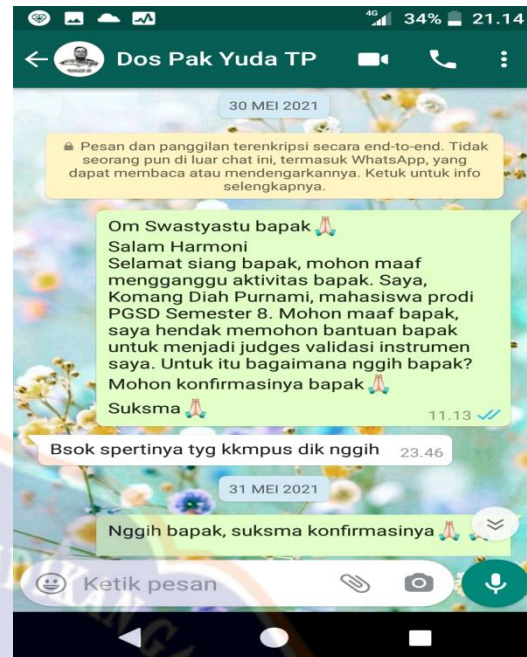 4G 34% 21.14
Dos Pak Yuda TP
30 MEI 2021
Pesan dan panggilan terenkripsi secara end-to-end. Tidak
seorang pun di luar chat ini, termasuk WhatsApp, yang
dapat membaca atau mendengarkannya. Ketuk untuk info
selengkapnya.
Om Swastyastu bapak🙏
Salam Harmoni
Selamat siang bapak, mohon maaf
mengganggu aktivitas bapak. Saya,
Komang Diah Purnami, mahasiswa prodi
PGSD Semester 8. Mohon maaf bapak,
saya hendak memohon bantuan bapak
untuk menjadi judges validasi instrumen
saya. Untuk itu bagaimana nggih bapak?
Mohon konfirmasinya bapak🙏
Suksma🙏
11.13
Bsok spertinya tyg kkmpus dik nggih 23.46
31 MEI 2021
Nggih bapak, suksma konfirmasinya🙏
Ketik pesan